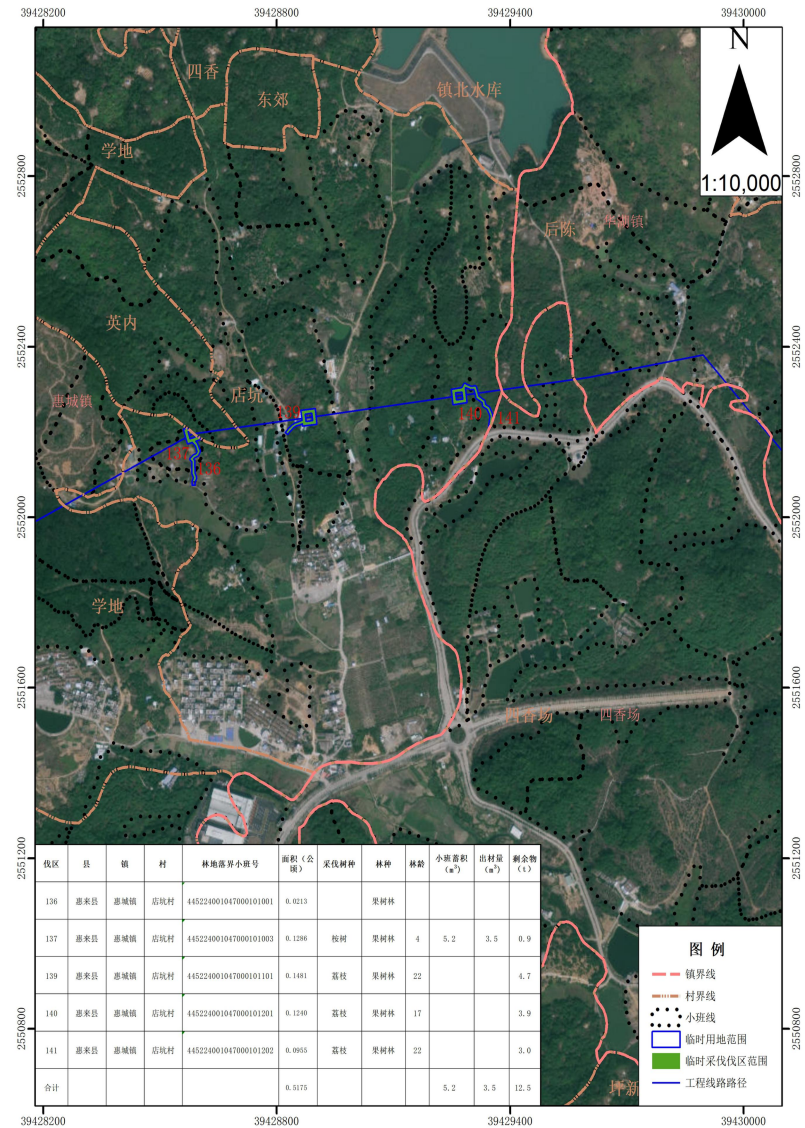 39428200 39428800 39429400 39430000
N
1:10,000
四香
东郊
镇北水库
学地
2552800
2552800
后陈
华湖镇
英内
2552400
2552400
惠城镇
店坑
139
140 141
137 136
2552000
2552000
学地
2551600
2551600
四香场
四香场
2551200
2551200
伐区 县 镇 村 林地落界小班号 面积（公顷） 采伐树种 林种 林龄 小班蓄积（m³） 出材量（m³） 剩余物（t）
136 惠来县 惠城镇 店坑村 445224001047000101001 0.0213 果树林
137 惠来县 惠城镇 店坑村 445224001047000101003 0.1286 桉树 果树林 4 5.2 3.5 0.9
139 惠来县 惠城镇 店坑村 445224001047000101101 0.1481 荔枝 果树林 22 4.7
140 惠来县 惠城镇 店坑村 445224001047000101201 0.1240 荔枝 果树林 17 3.9
141 惠来县 惠城镇 店坑村 445224001047000101202 0.0955 荔枝 果树林 22 3.0
合计 0.5175 5.2 3.5 12.5
2550800
2550800
图 例
镇界线
村界线
小班线
临时用地范围
临时采伐伐区范围
工程线路路径
坪新
39428200 39428800 39429400 39430000